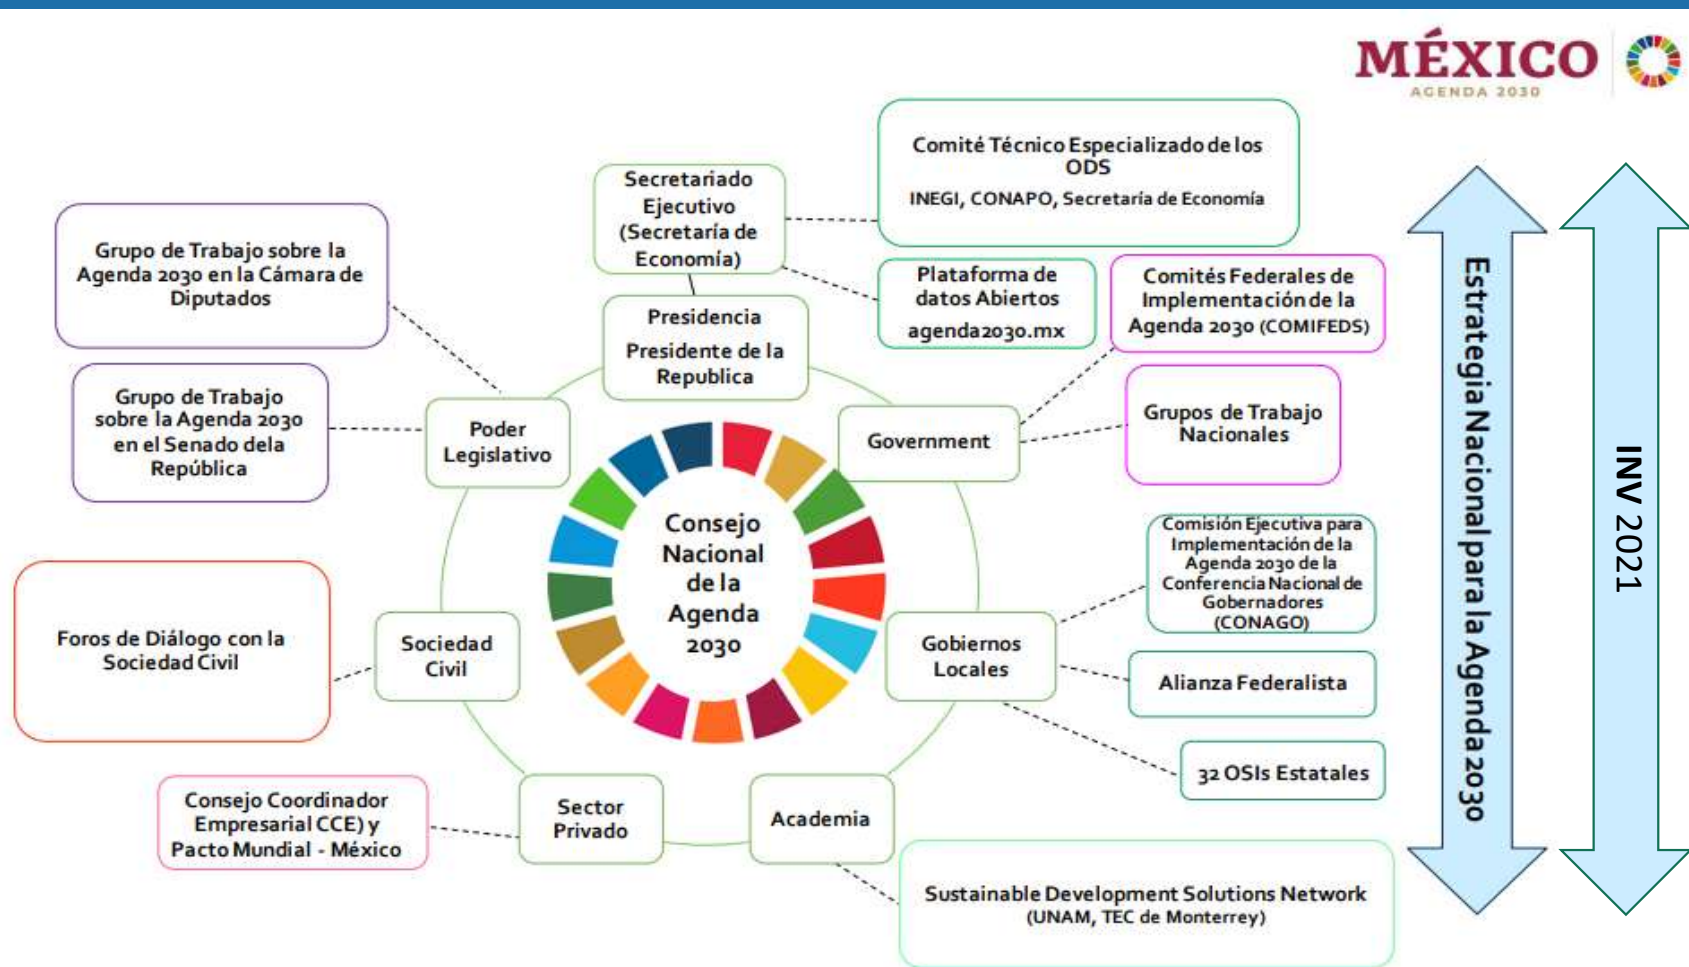 MÉXICO
AGENDA 2030
Comité Técnico Especializado de los
ODS
INEGI, CONAPO, Secretaría de Economía
Secretariado
Ejecutivo
(Secretaría de
Economía)
Plataforma de
datos Abiertos
agenda2030.mx
Comités Federales de
Implementación de la
Agenda 2030 (COMIFEDS)
Grupo de Trabajo sobre la
Agenda 2030 en la Cámara de
Diputados
Presidencia
Presidente de la
Republica
Grupo de Trabajo
sobre la Agenda 2030
en el Senado dela
República
Poder
Legislativo
Government
Grupos de Trabajo
Nacionales
Consejo
Nacional
de la
Agenda
2030
Comisión Ejecutiva para
Implementación de la
Agenda 2030 de la
Conferencia Nacional de
Gobernadores
(CONAGO)
Foros de Diálogo con la
Sociedad Civil
Sociedad
Civil
Gobiernos
Locales
Alianza Federalista
32 OSIs Estatales
Consejo Coordinador
Empresarial CCE) y
Pacto Mundial - México
Sector
Privado
Academia
Sustainable Development Solutions Network
(UNAM, TEC de Monterrey)
Estrategia Nacional para la Agenda 2030
INV 2021